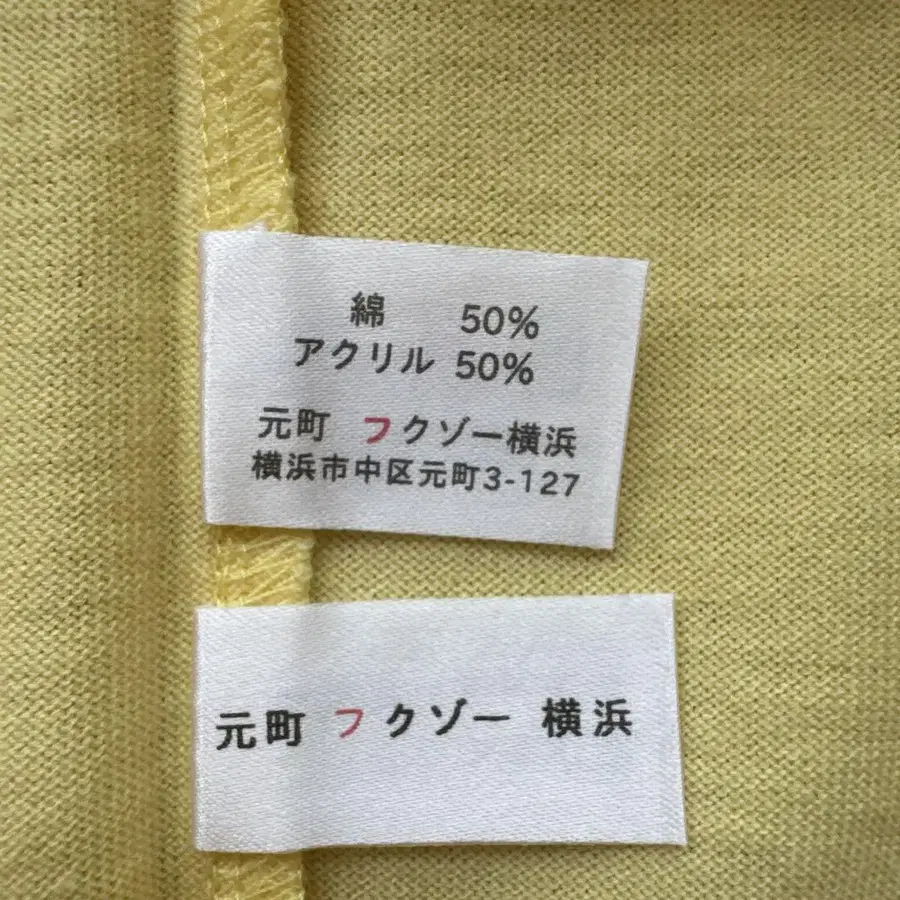 綿 50%
アクリル 50%
元町 フクゾー横浜
横浜市中区元町3-127
元町 フクゾー 横浜